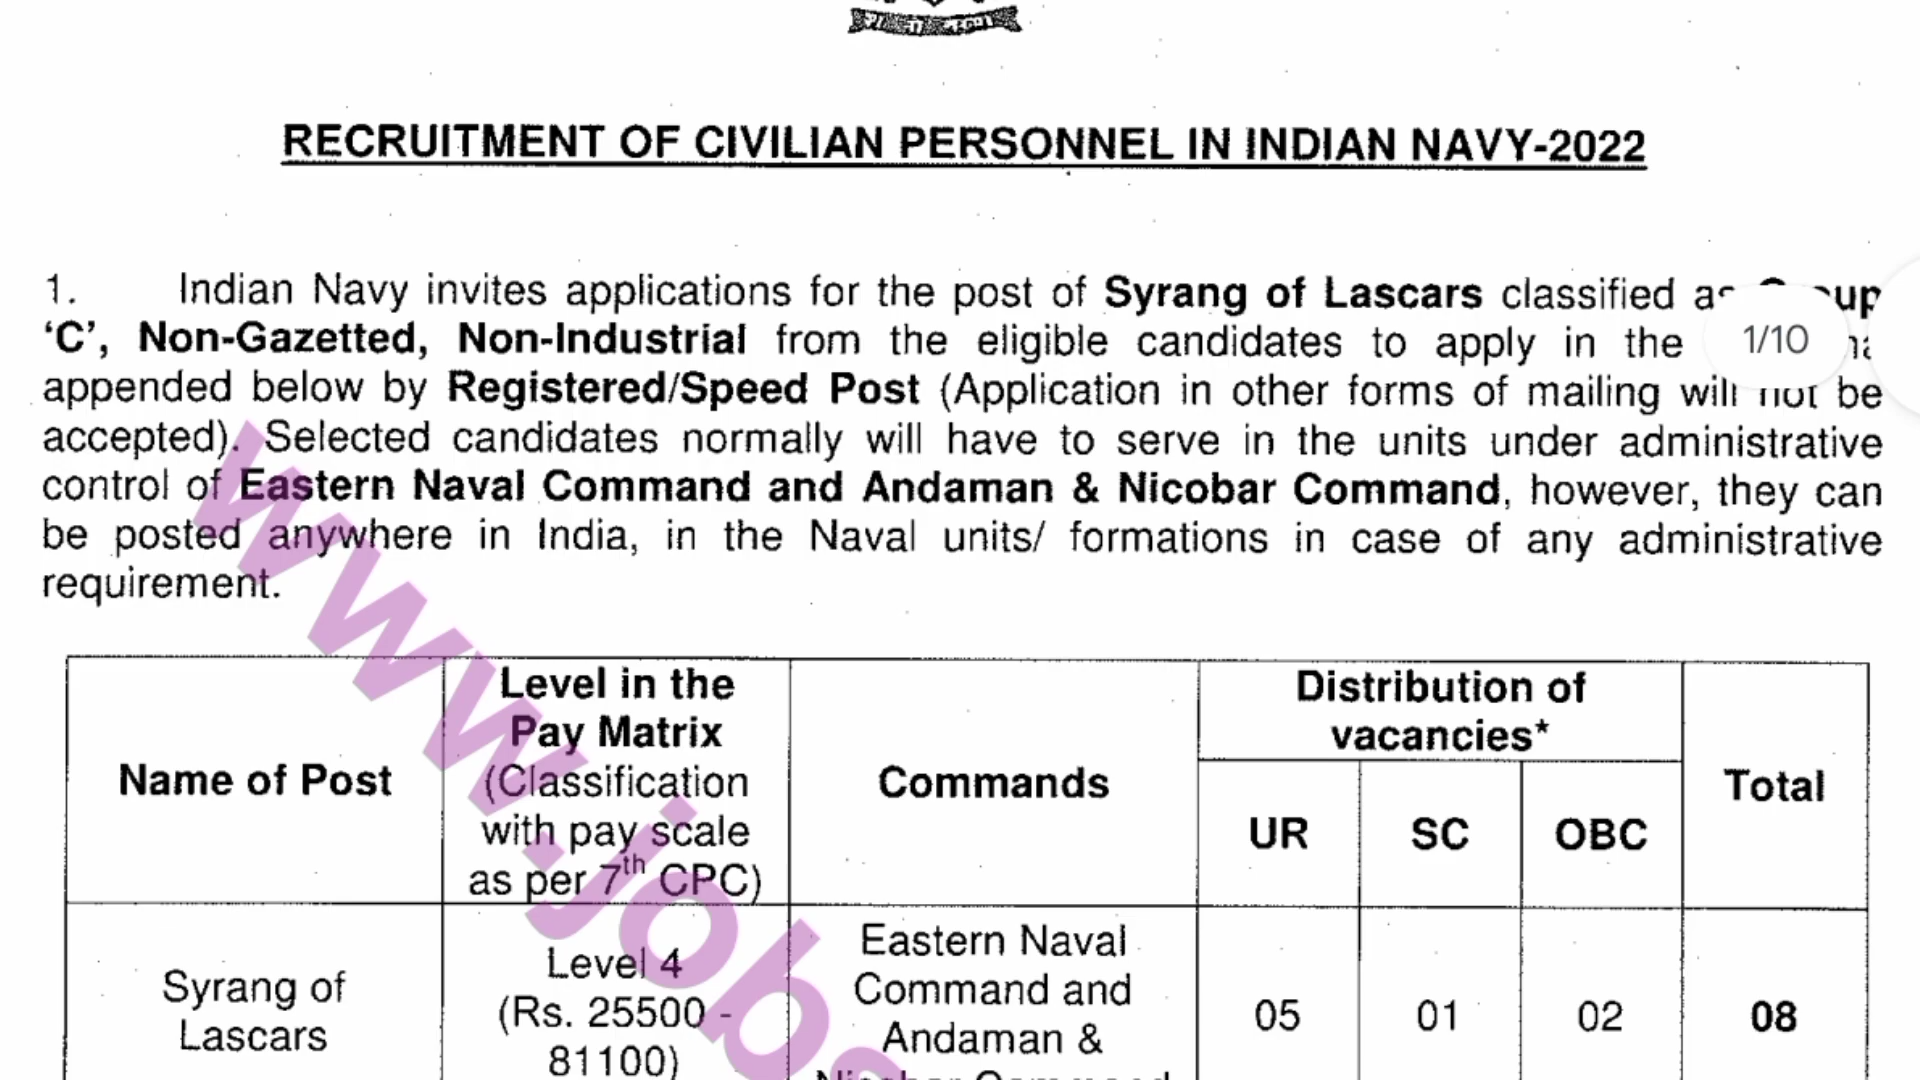 RECRUITMENT OF CIVILIAN PERSONNEL IN INDIAN NAVY-2022
1. Indian Navy invites applications for the post of Syrang of Lascars classified as
‘C’, Non-Gazetted, Non-Industrial from the eligible candidates to apply in the
1/10
appended below by Registered/Speed Post (Application in other forms of mailing will not be
accepted). Selected candidates normally will have to serve in the units under administrative
control of Eastern Naval Command and Andaman & Nicobar Command, however, they can
be posted anywhere in India, in the Naval units/ formations in case of any administrative
requirement.
Name of Post
Level in the
Pay Matrix
(Classification
with pay scale
as per 7th CPC)
Commands
Distribution of
vacancies*
UR SC OBC
Total
Syrang of
Lascars
Level 4
(Rs. 25500 -
81100)
Eastern Naval
Command and
Andaman &
Nicobar Command
05 01 02 08
www.jobs